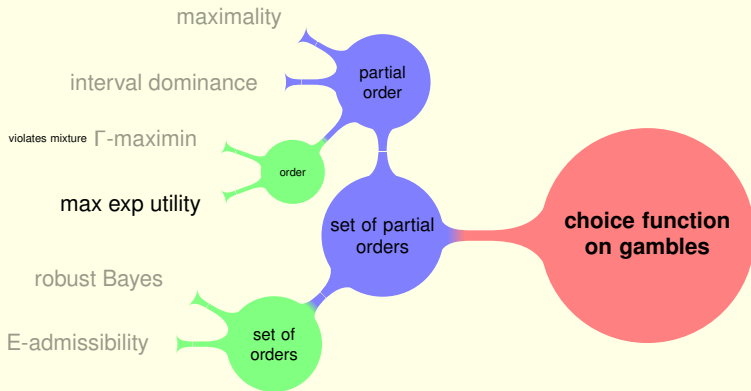 maximality
partial
order
interval dominance
violates mixture Γ-maximin
order
max exp utility
set of partial
orders
choice function
on gambles
robust Bayes
set of
orders
E-admissibility